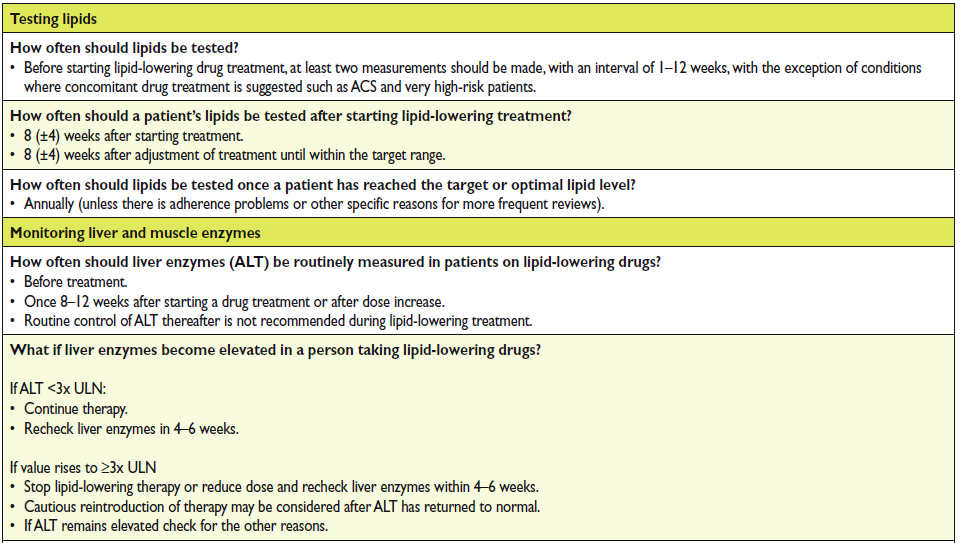 Testing lipids
How often should lipids be tested?
• Before starting lipid-lowering drug treatment, at least two measurements should be made, with an interval of 1–12 weeks, with the exception of conditions
where concomitant drug treatment is suggested such as ACS and very high-risk patients.
How often should a patient's lipids be tested after starting lipid-lowering treatment?
• 8 (±4) weeks after starting treatment.
• 8 (±4) weeks after adjustment of treatment until within the target range.
How often should lipids be tested once a patient has reached the target or optimal lipid level?
• Annually (unless there is adherence problems or other specific reasons for more frequent reviews).
Monitoring liver and muscle enzymes
How often should liver enzymes (ALT) be routinely measured in patients on lipid-lowering drugs?
• Before treatment.
• Once 8–12 weeks after starting a drug treatment or after dose increase.
• Routine control of ALT thereafter is not recommended during lipid-lowering treatment.
What if liver enzymes become elevated in a person taking lipid-lowering drugs?
If ALT <3x ULN:
• Continue therapy.
• Recheck liver enzymes in 4–6 weeks.
If value rises to ≥3x ULN
• Stop lipid-lowering therapy or reduce dose and recheck liver enzymes within 4–6 weeks.
• Cautious reintroduction of therapy may be considered after ALT has returned to normal.
• If ALT remains elevated check for the other reasons.